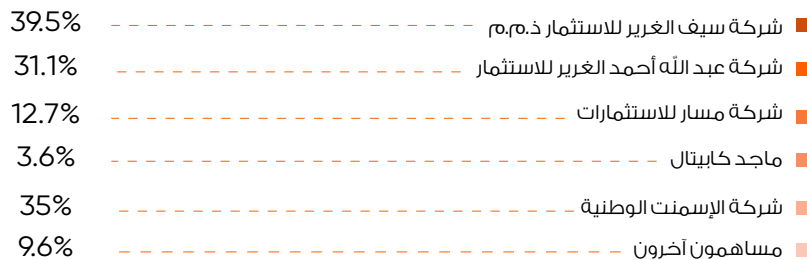 شركة سيف الغرير للاستثمار ذ.م.م 39.5%
شركة عبد الله أحمد الغرير للاستثمار 31.1%
شركة مسار للاستثمارات 12.7%
ماجد كابيتال 3.6%
شركة الإسمنت الوطنية 35%
مساهمون آخرون 9.6%